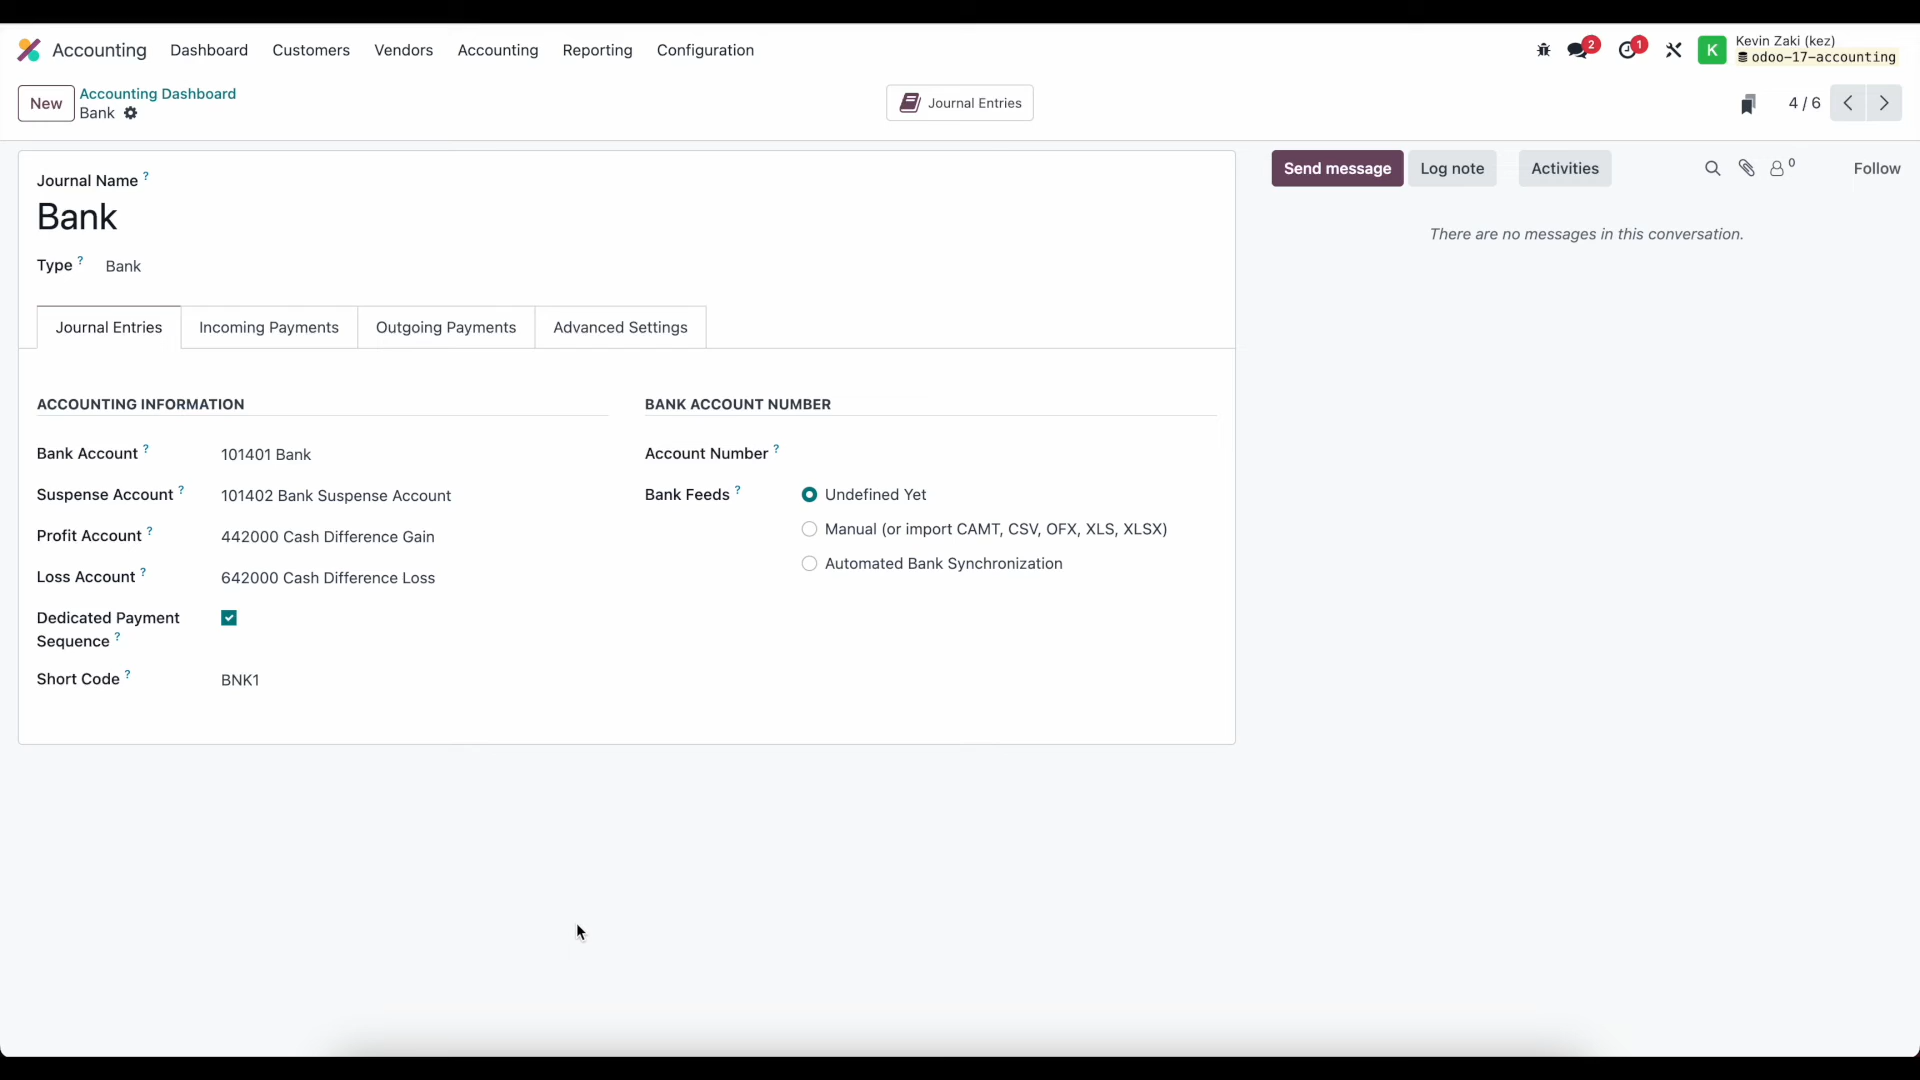 Accounting Dashboard Customers Vendors Accounting Reporting Configuration
2 1 K Kevin Zaki (kez)
odoo-17-accounting
New Accounting Dashboard
Bank
Journal Entries
4 / 6
Journal Name ?
Bank
Type ? Bank
Journal Entries Incoming Payments Outgoing Payments Advanced Settings
ACCOUNTING INFORMATION
Bank Account ? 101401 Bank
Suspense Account ? 101402 Bank Suspense Account
Profit Account ? 442000 Cash Difference Gain
Loss Account ? 642000 Cash Difference Loss
Dedicated Payment
Sequence ?
Short Code ? BNK1
BANK ACCOUNT NUMBER
Account Number ?
Bank Feeds ? Undefined Yet
Manual (or import CAMT, CSV, OFX, XLS, XLSX)
Automated Bank Synchronization
Send message Log note Activities 0 Follow
There are no messages in this conversation.